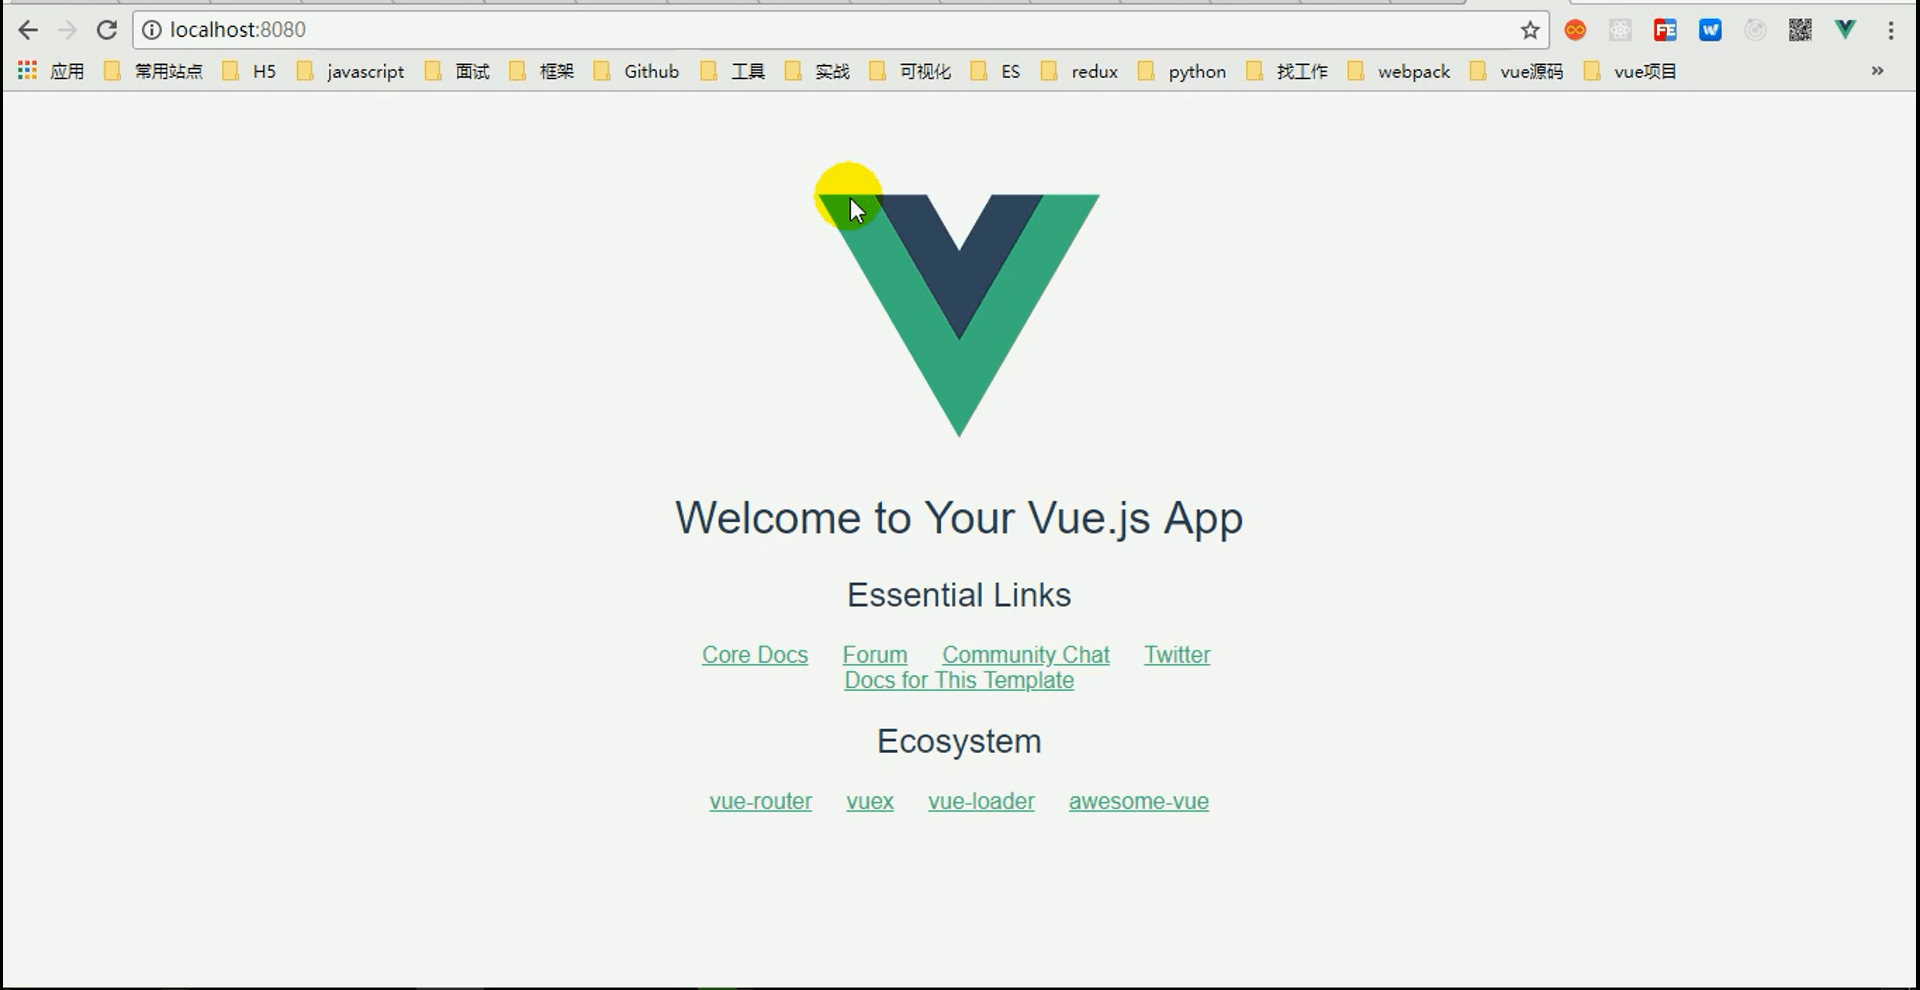 localhost:8080
应用 常用站点 H5 javascript 面试 框架 Github 工具 实战 可视化 ES redux python 找工作 webpack vue源码 vue项目 »
Welcome to Your Vue.js App
Essential Links
Core Docs Forum Community Chat Twitter
Docs for This Template
Ecosystem
vue-router vuex vue-loader awesome-vue